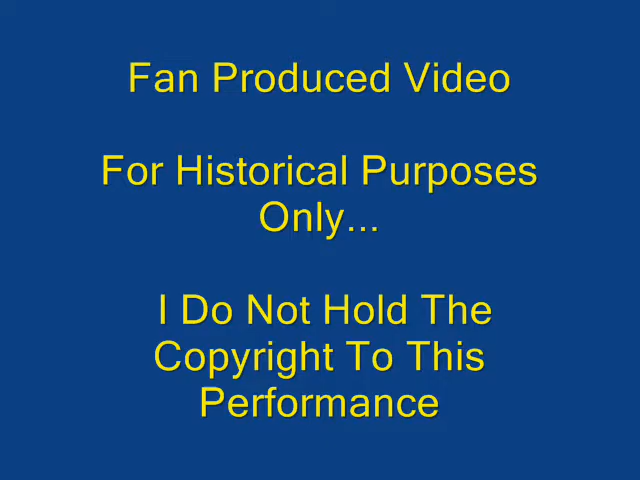 Fan Produced Video
For Historical Purposes
Only...
I Do Not Hold The
Copyright To This
Performance